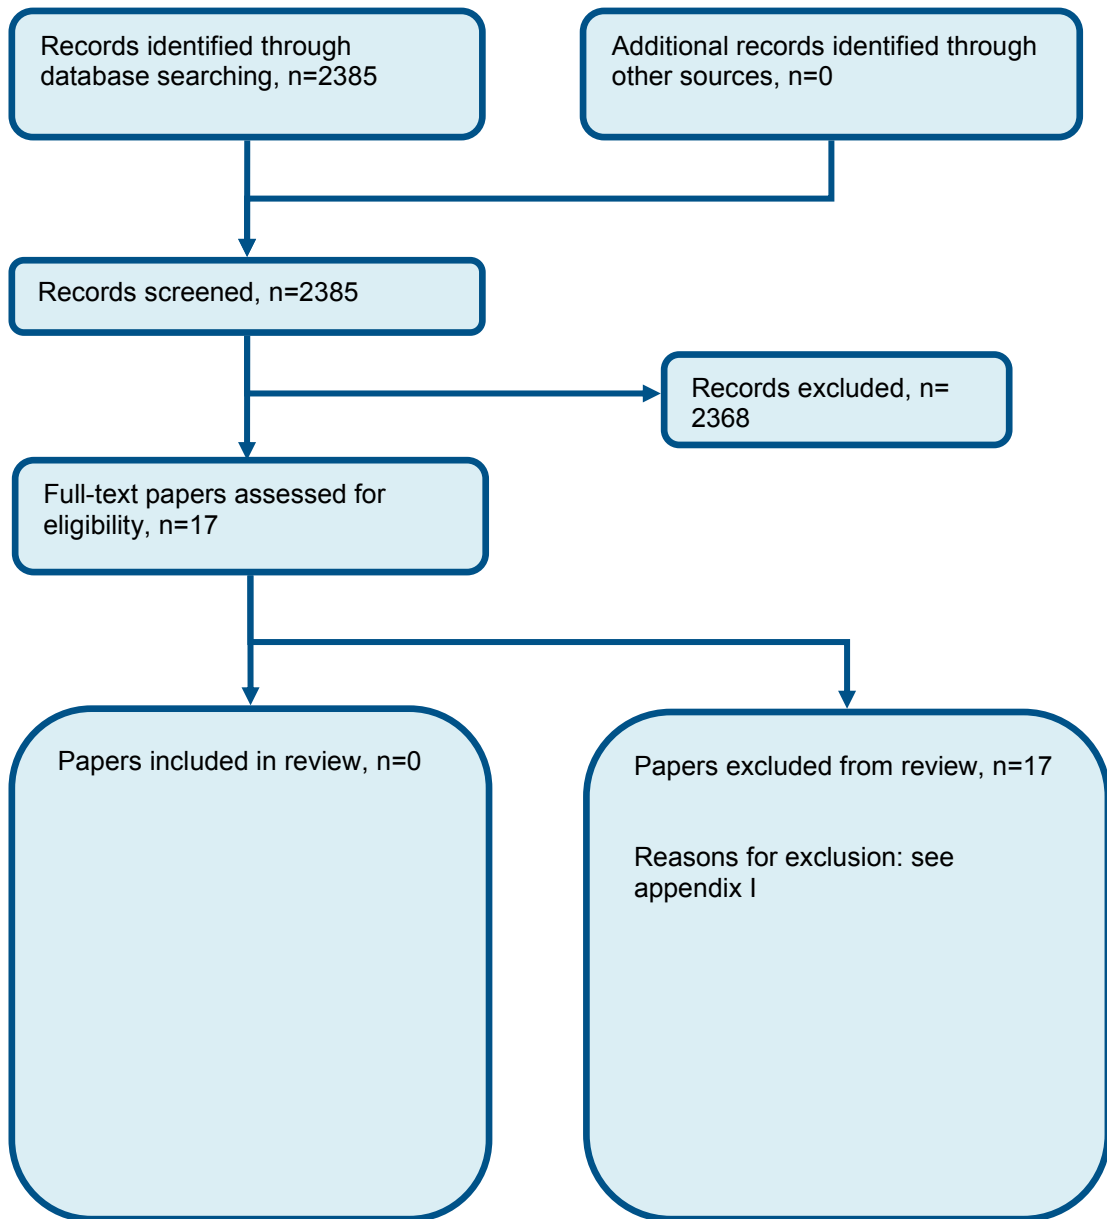 Records identified through
database searching, n=2385
Additional records identified through
other sources, n=0
Records screened, n=2385
Records excluded, n=
2368
Full-text papers assessed for
eligibility, n=17
Papers included in review, n=0
Papers excluded from review, n=17
Reasons for exclusion: see
appendix I